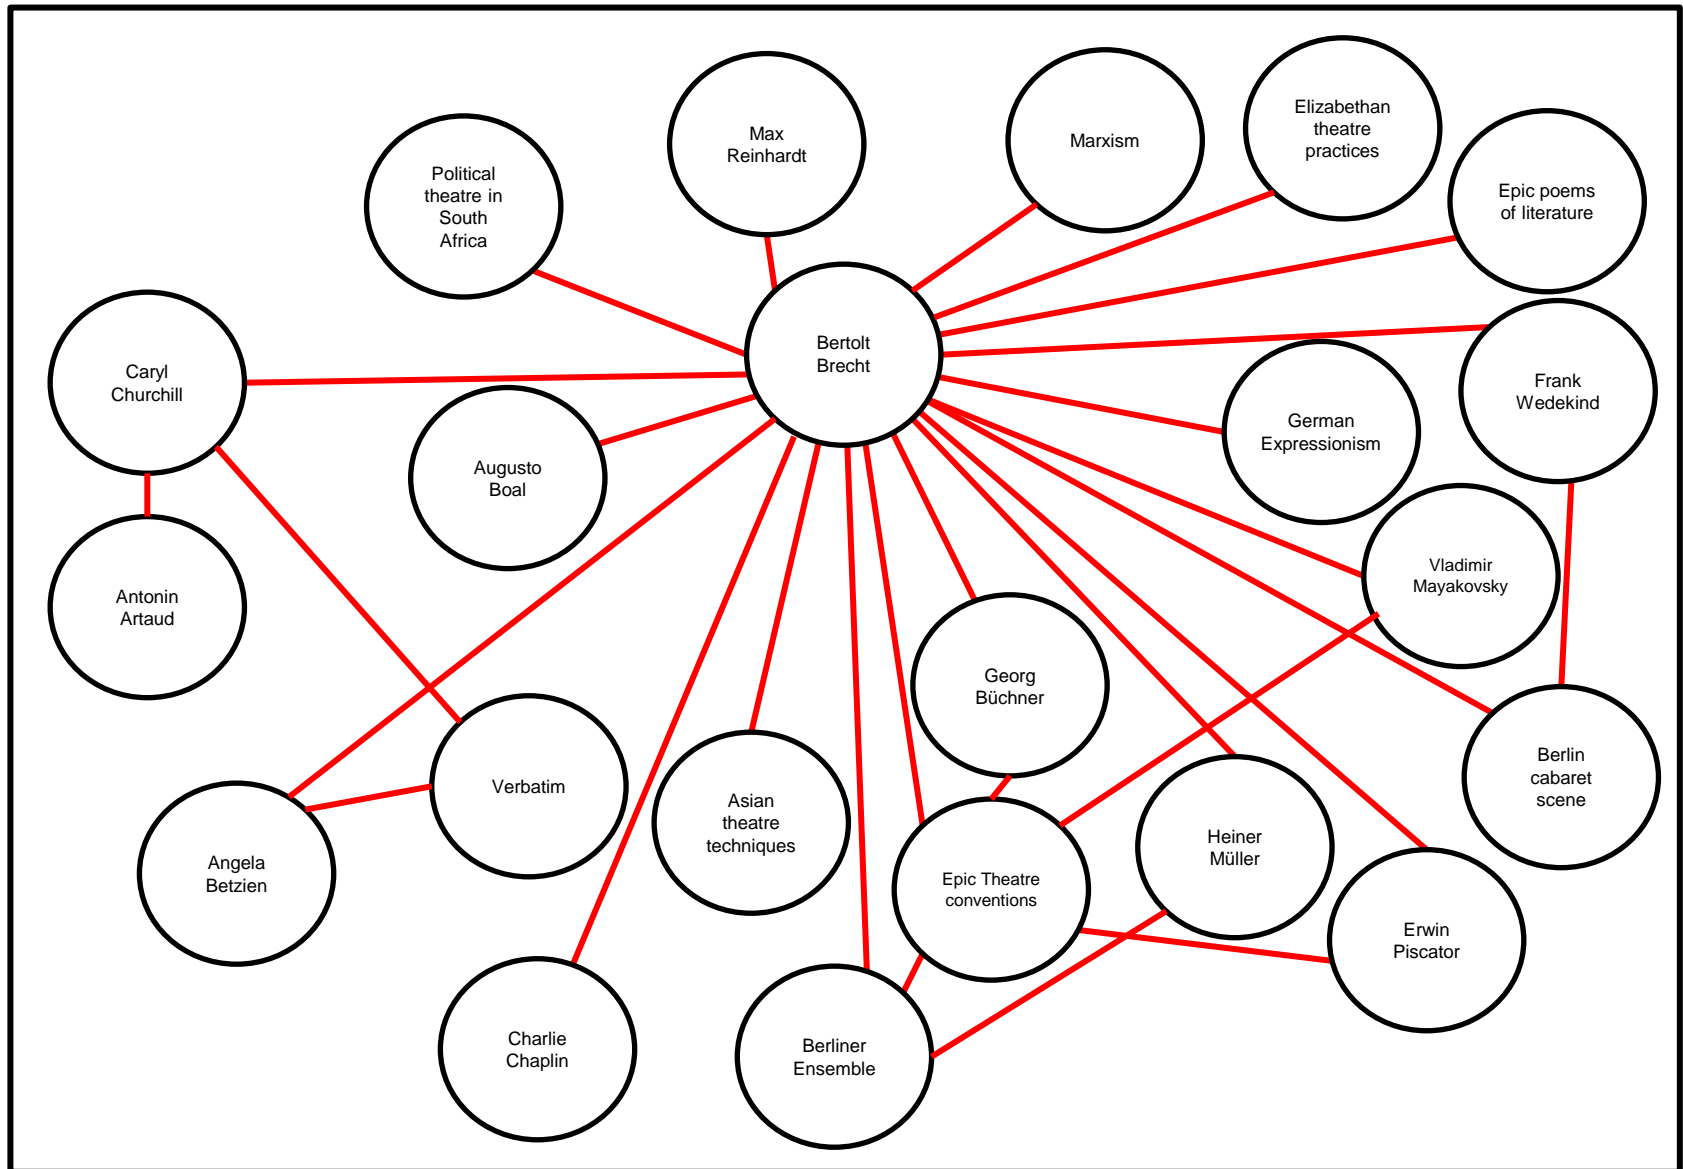 Max
Reinhardt
Marxism
Elizabethan
theatre
practices
Political
theatre in
South
Africa
Epic poems
of literature
Bertolt
Brecht
Caryl
Churchill
Frank
Wedekind
German
Expressionism
Augusto
Boal
Vladimir
Mayakovsky
Antonin
Artaud
Georg
Büchner
Verbatim
Berlin
cabaret
scene
Asian
theatre
techniques
Heiner
Müller
Angela
Betzien
Epic Theatre
conventions
Erwin
Piscator
Charlie
Chaplin
Berliner
Ensemble